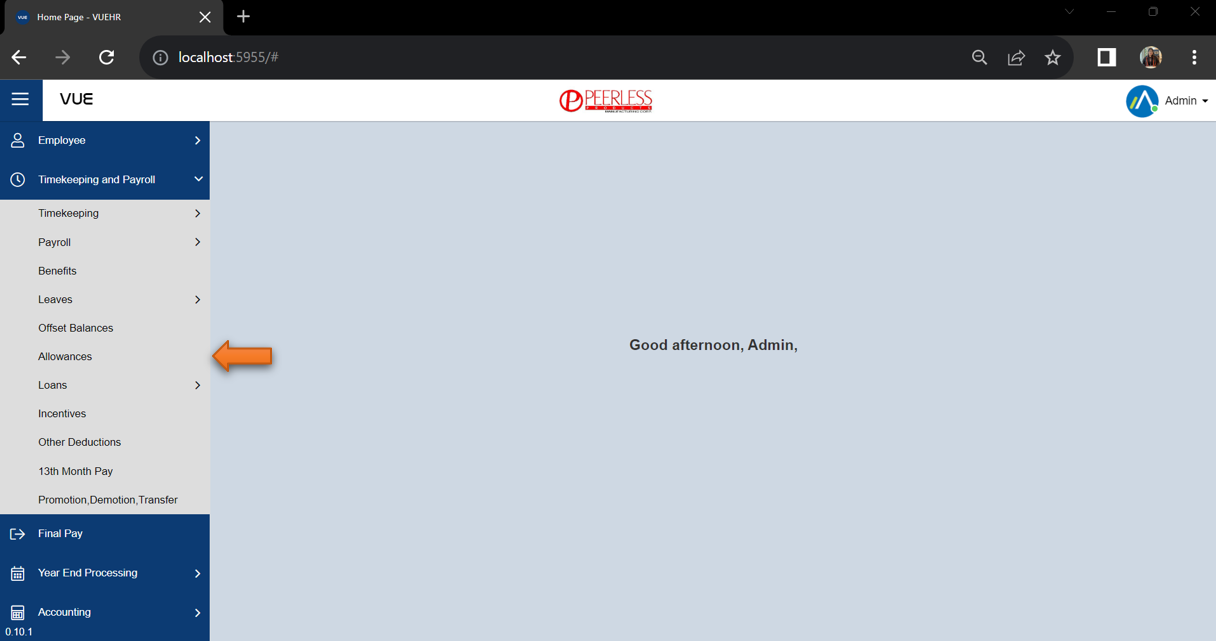 VUE Home Page - VUEHR
localhost:5955/#
VUE
PEERLESS
PRODUCTS
Admin
Employee
Timekeeping and Payroll
Timekeeping
Payroll
Benefits
Leaves
Offset Balances
Allowances
Loans
Incentives
Other Deductions
13th Month Pay
Promotion,Demotion,Transfer
Final Pay
Year End Processing
Accounting
0.10.1
Good afternoon, Admin,